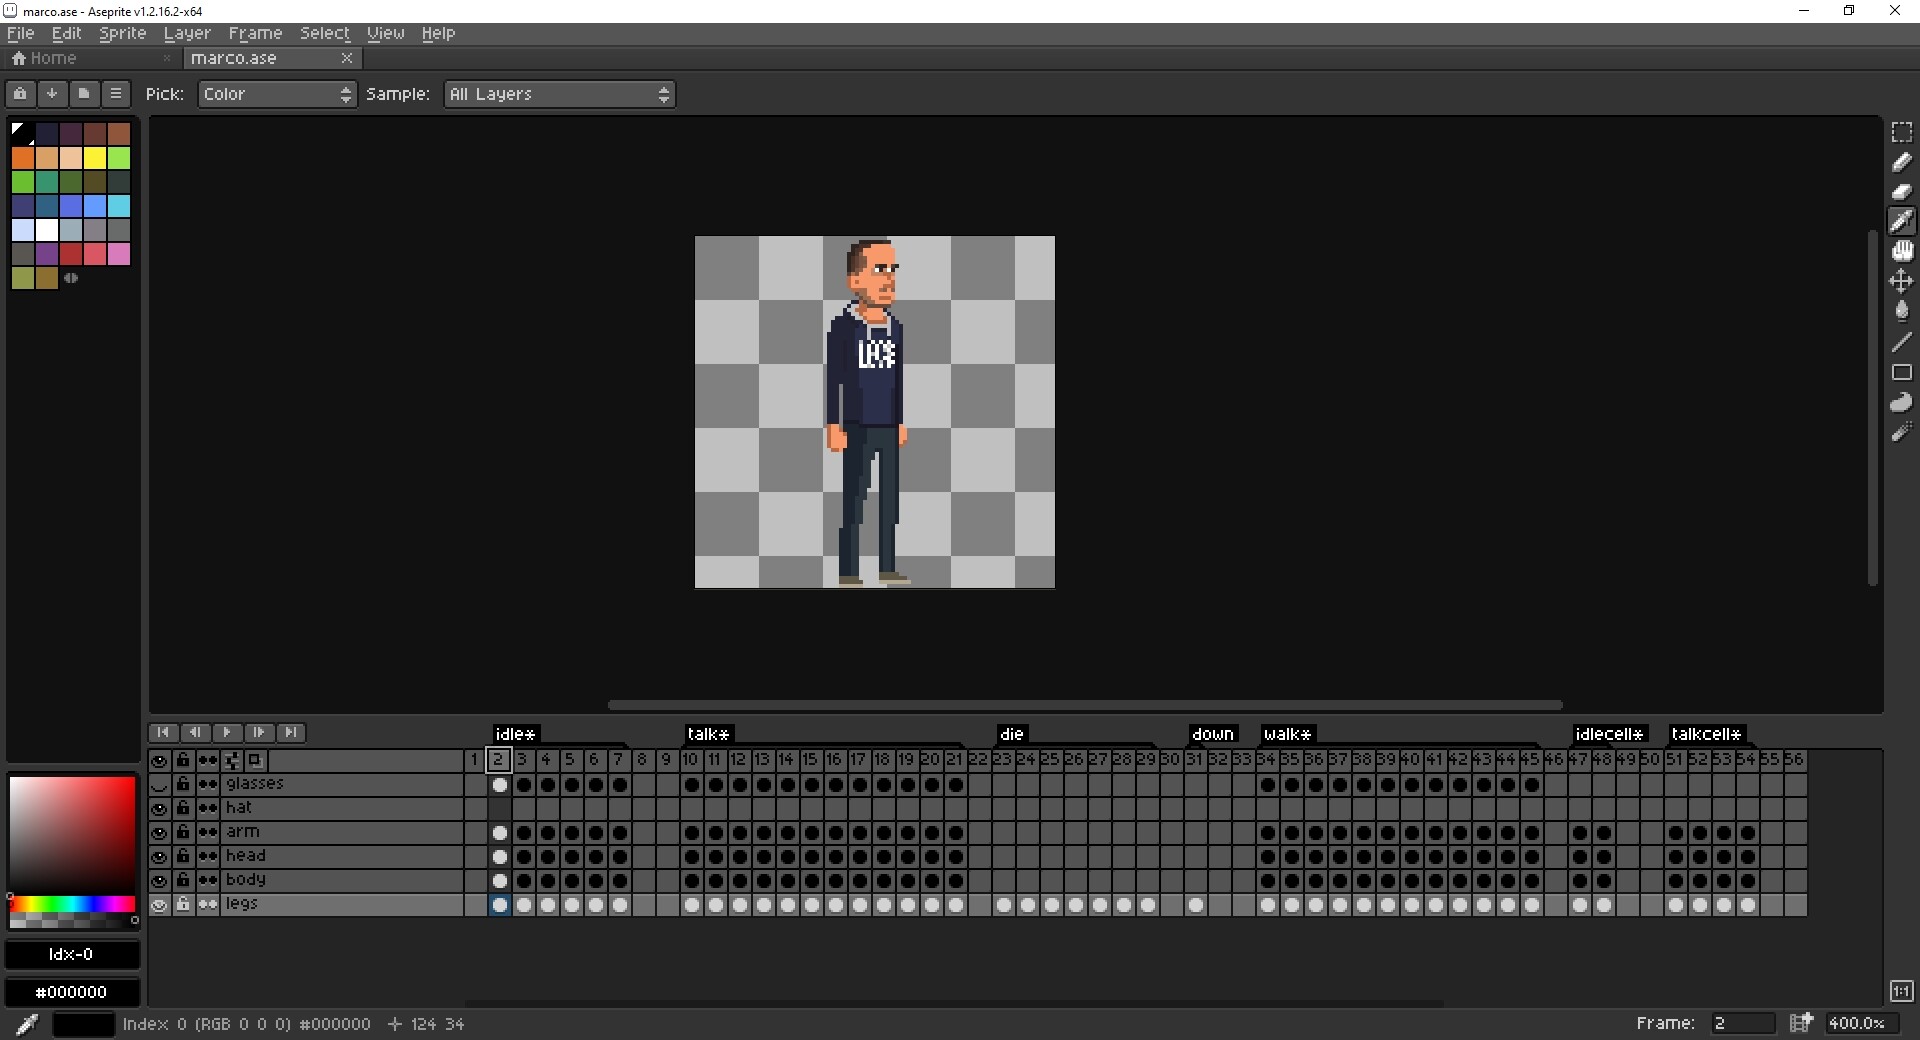 marco.ase - Aseprite v1.2.16.2-x64
File Edit Sprite Layer Frame Select View Help
Home marco.ase
Pick: Color Sample: All Layers
idle* talk* die down walk* idlecell* talkcell*
1 2 3 4 5 6 7 8 9 10 11 12 13 14 15 16 17 18 19 20 21 22 23 24 25 26 27 28 29 30 31 32 33 34 35 36 37 38 39 40 41 42 43 44 45 46 47 48 49 50 51 52 53 54 55 56
glasses
hat
arm
head
body
legs
Idx-0
#000000
1:1
Index 0 (RGB 0 0 0) #000000 124 34 Frame: 2 400.0%